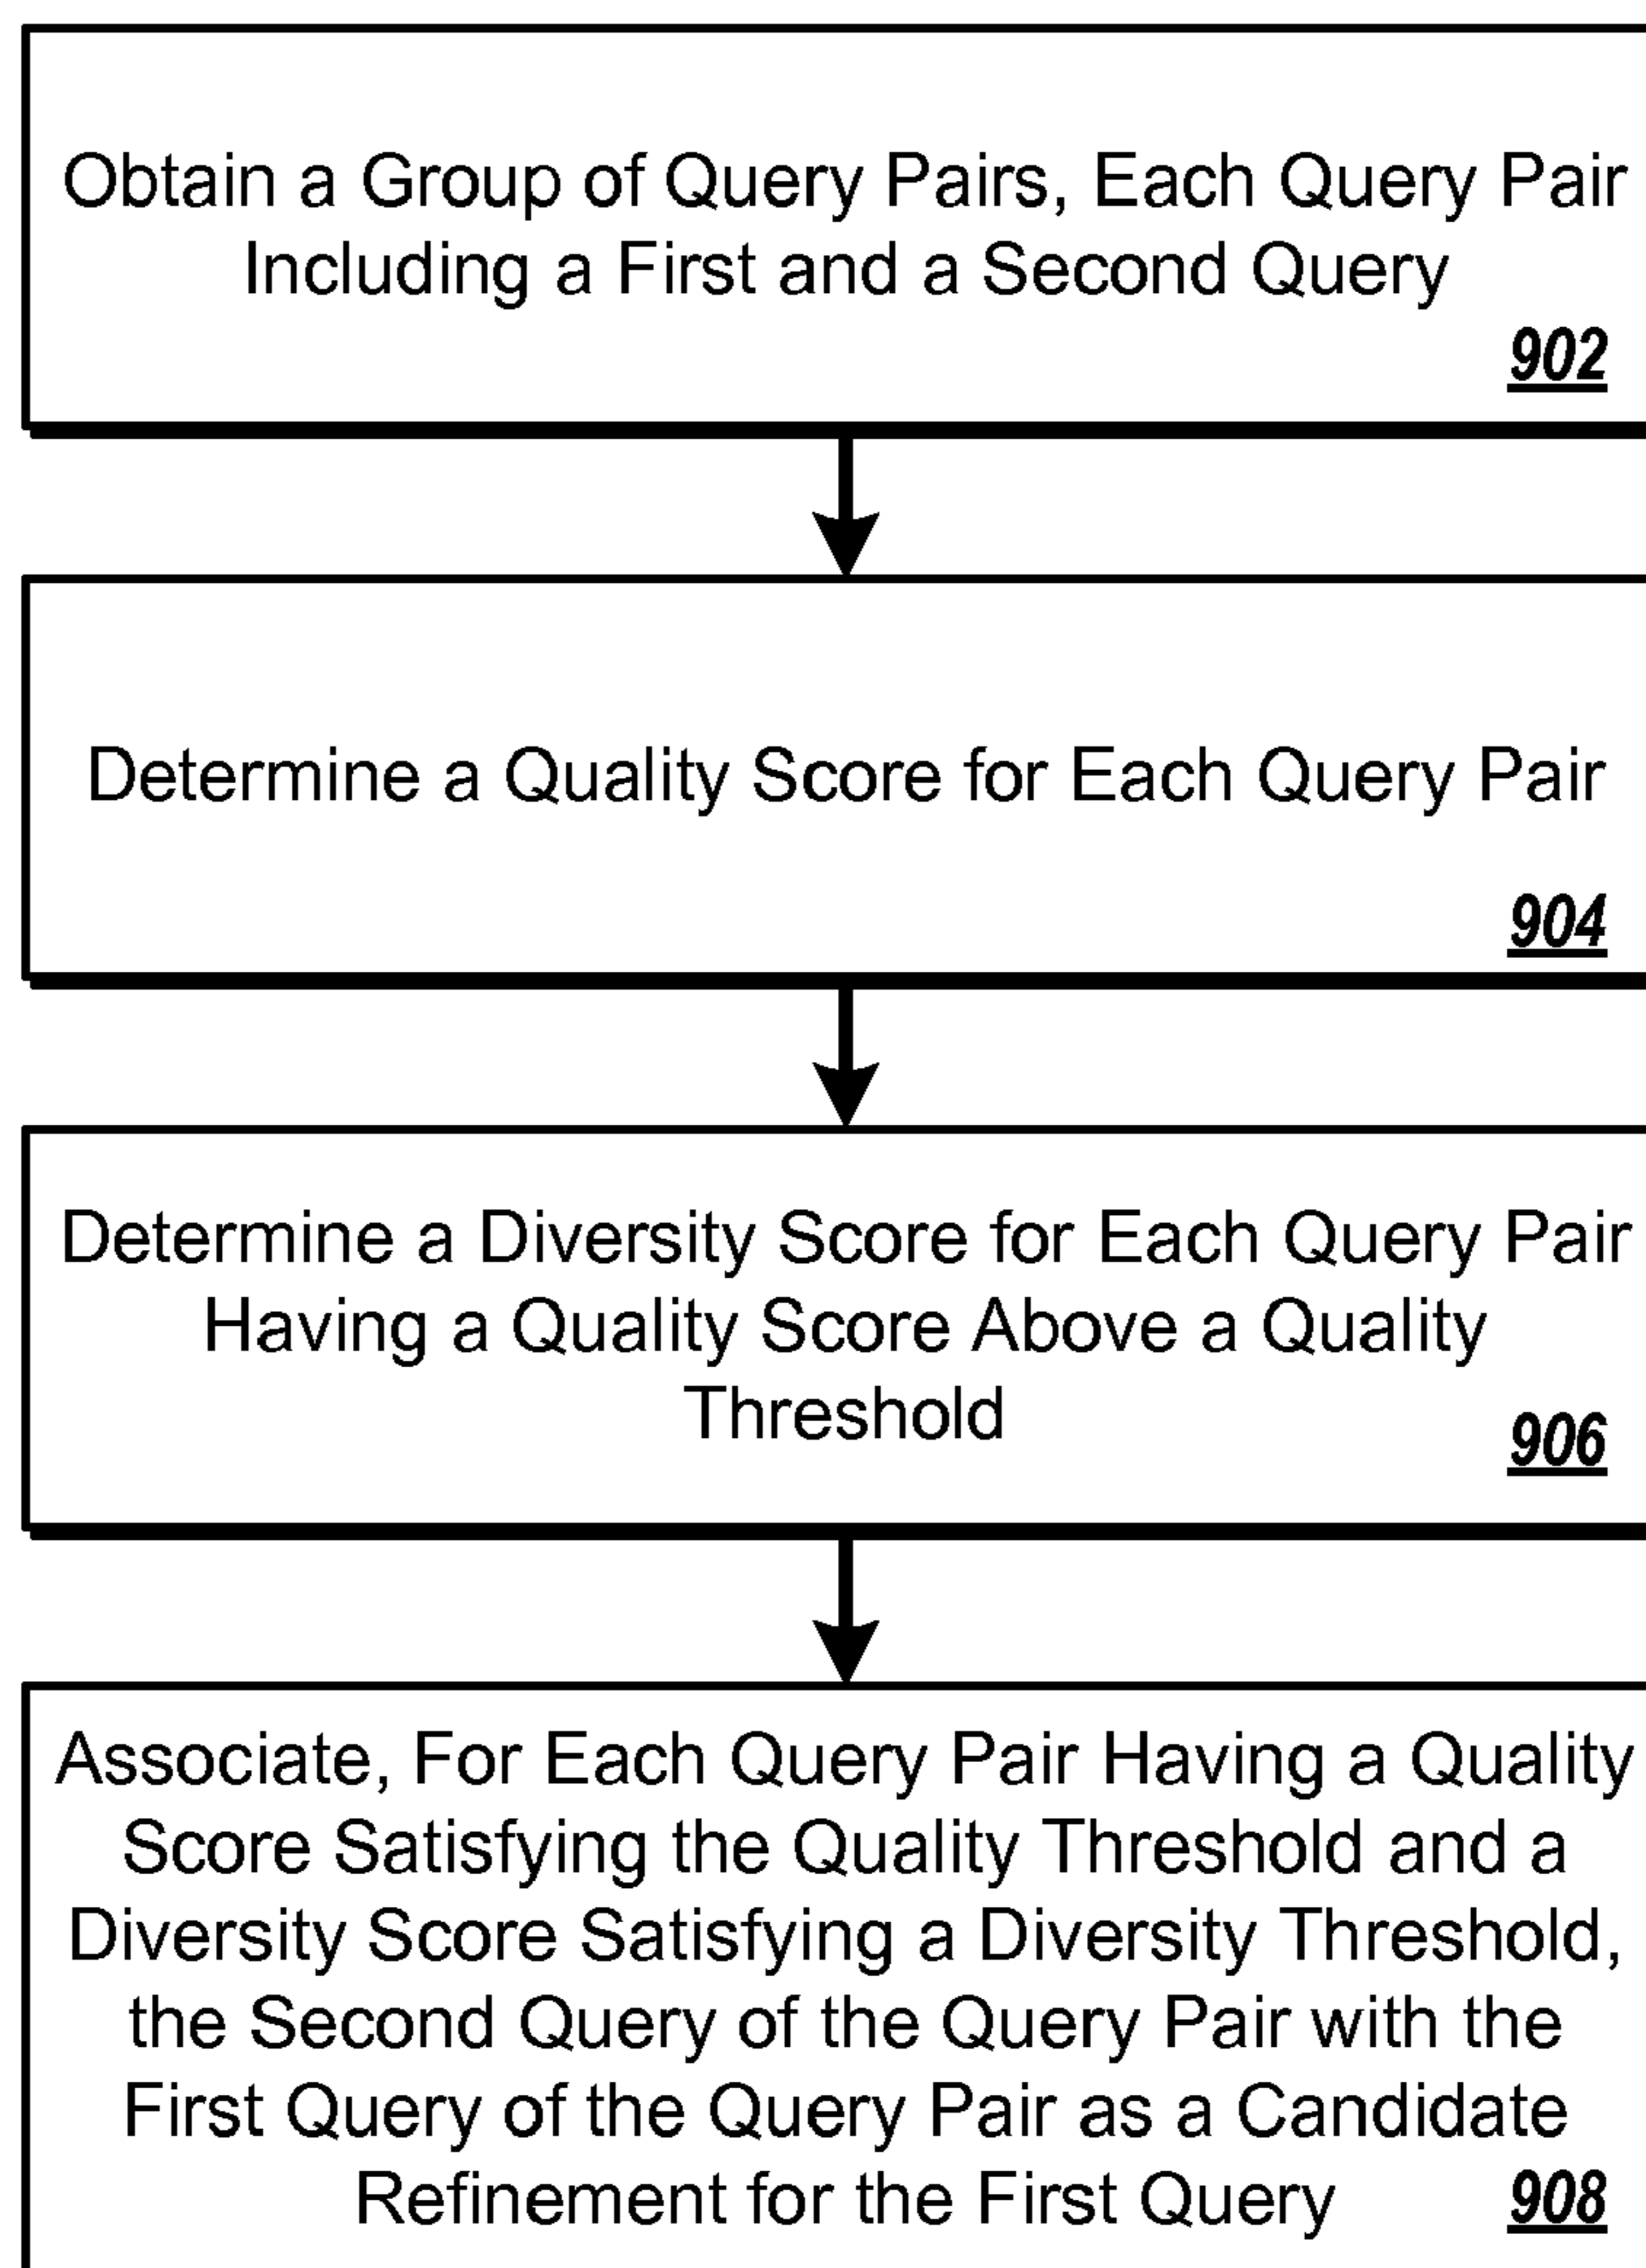 Obtain a Group of Query Pairs, Each Query Pair
Including a First and a Second Query
902
Determine a Quality Score for Each Query Pair
904
Determine a Diversity Score for Each Query Pair
Having a Quality Score Above a Quality
Threshold
906
Associate, For Each Query Pair Having a Quality
Score Satisfying the Quality Threshold and a
Diversity Score Satisfying a Diversity Threshold,
the Second Query of the Query Pair with the
First Query of the Query Pair as a Candidate
Refinement for the First Query
908